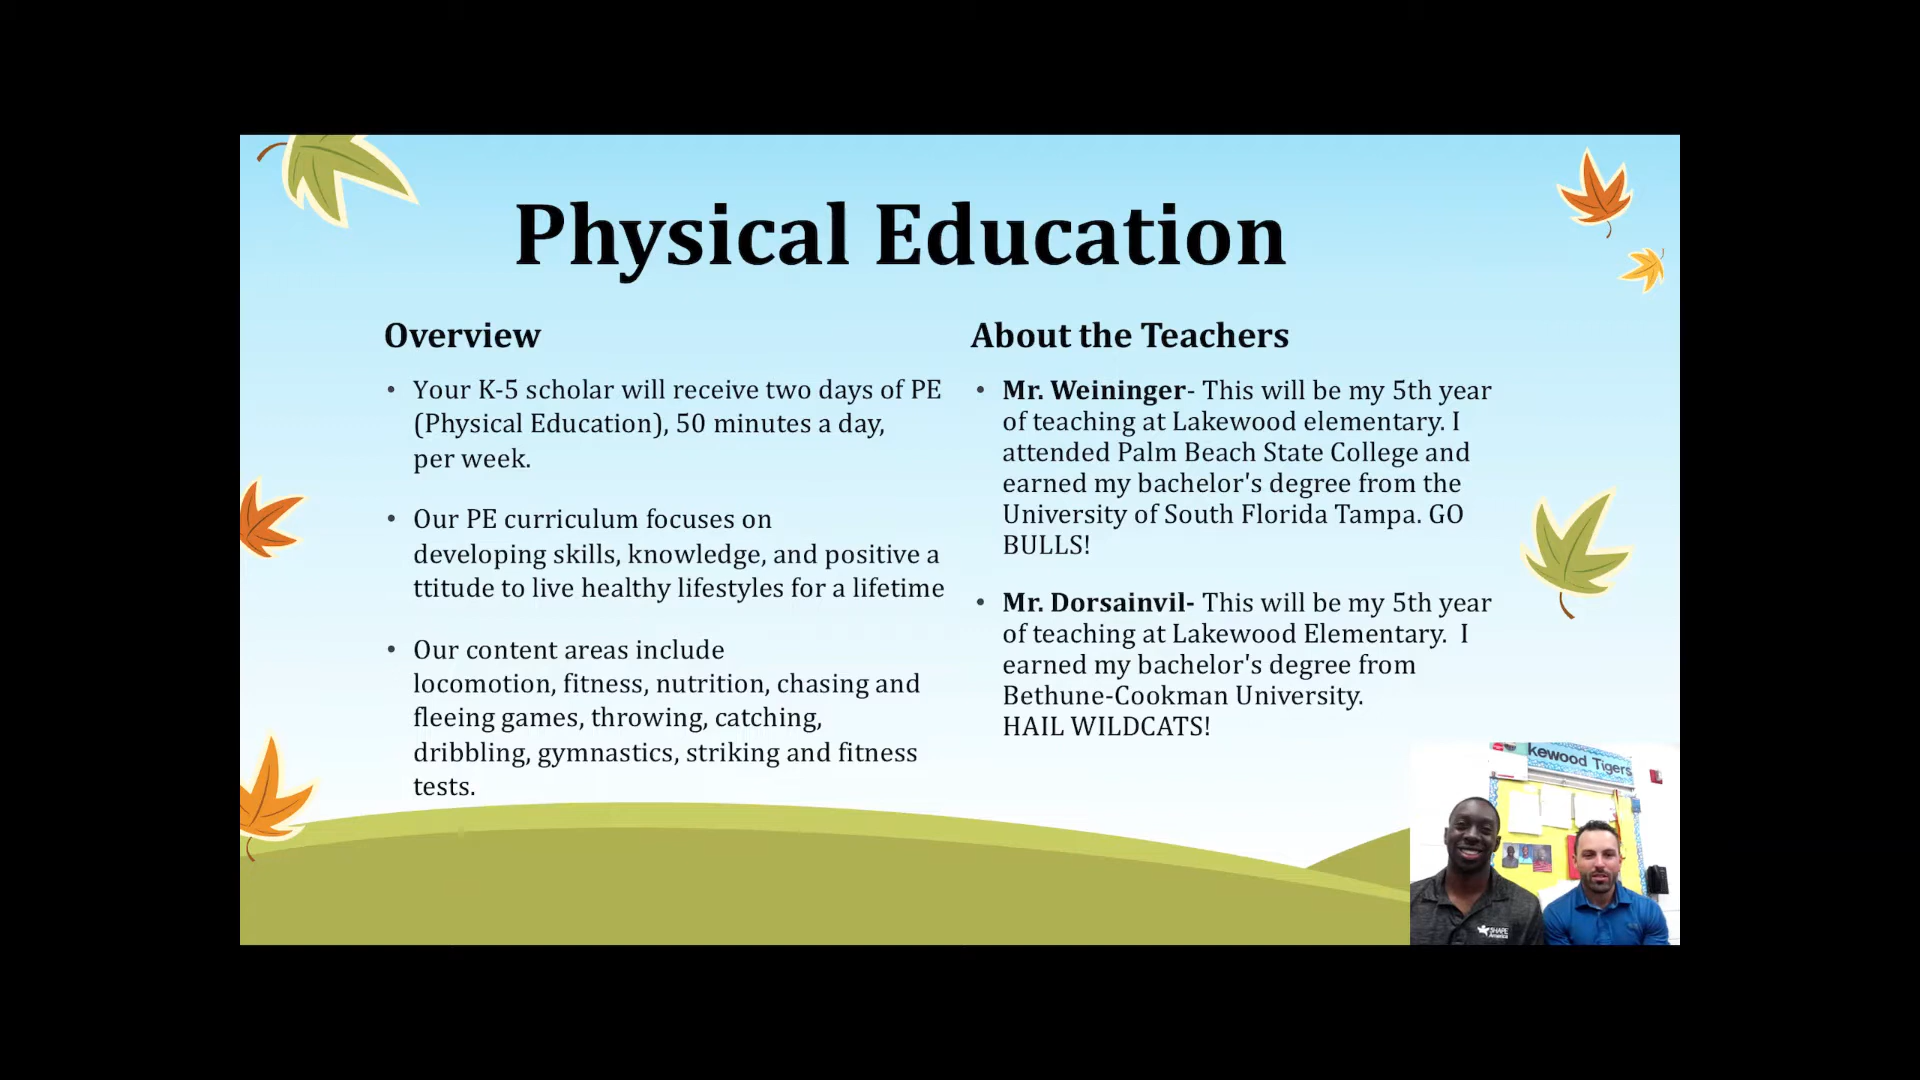 Physical Education
Overview
• Your K-5 scholar will receive two days of PE
(Physical Education), 50 minutes a day,
per week.
• Our PE curriculum focuses on
developing skills, knowledge, and positive a
ttitude to live healthy lifestyles for a lifetime
• Our content areas include
locomotion, fitness, nutrition, chasing and
fleeing games, throwing, catching,
dribbling, gymnastics, striking and fitness
tests.
About the Teachers
• Mr. Weininger- This will be my 5th year
of teaching at Lakewood elementary. I
attended Palm Beach State College and
earned my bachelor's degree from the
University of South Florida Tampa. GO
BULLS!
• Mr. Dorsainvil- This will be my 5th year
of teaching at Lakewood Elementary.  I
earned my bachelor's degree from
Bethune-Cookman University.
HAIL WILDCATS!
kewood Tigers
SHAPE
America